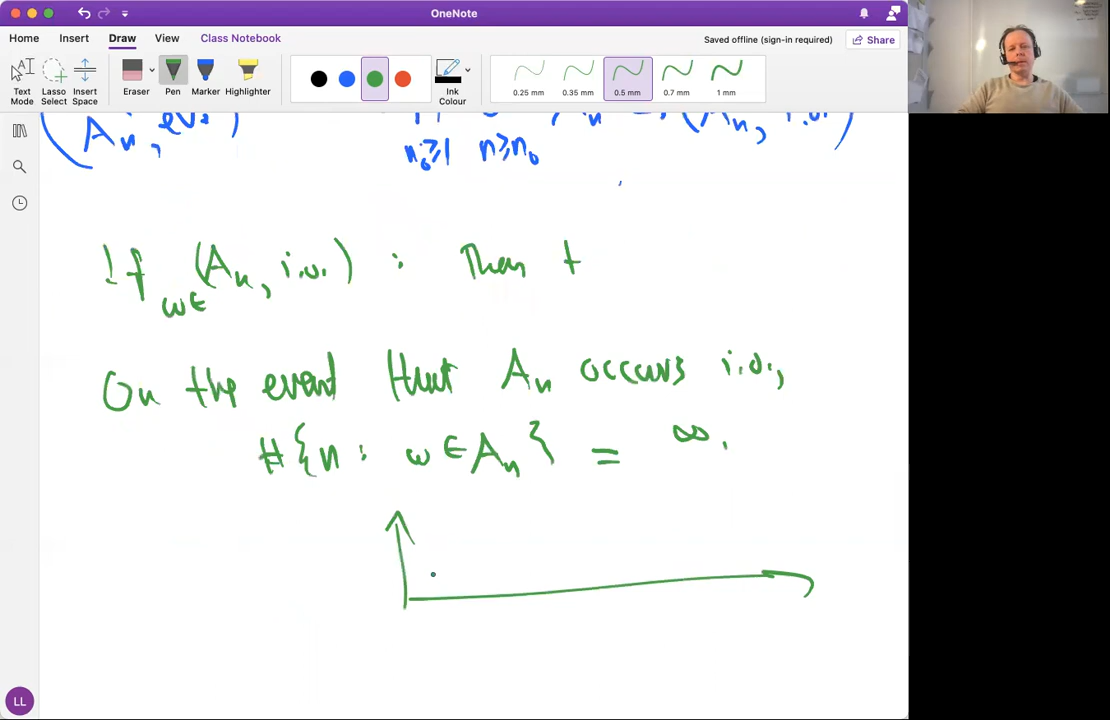 OneNote
Home Insert Draw View Class Notebook
Saved offline (sign-in required) Share
Text Mode Lasso Select Insert Space Eraser Pen Marker Highlighter Ink Colour 0.25 mm 0.35 mm 0.5 mm 0.7 mm 1 mm
n₀≥1 n≥n₀
If ω∈ (Aₙ, i.o.) : Then t
On the event that Aₙ occurs i.o.,
#{n : ω ∈ Aₙ} = ∞.
LL